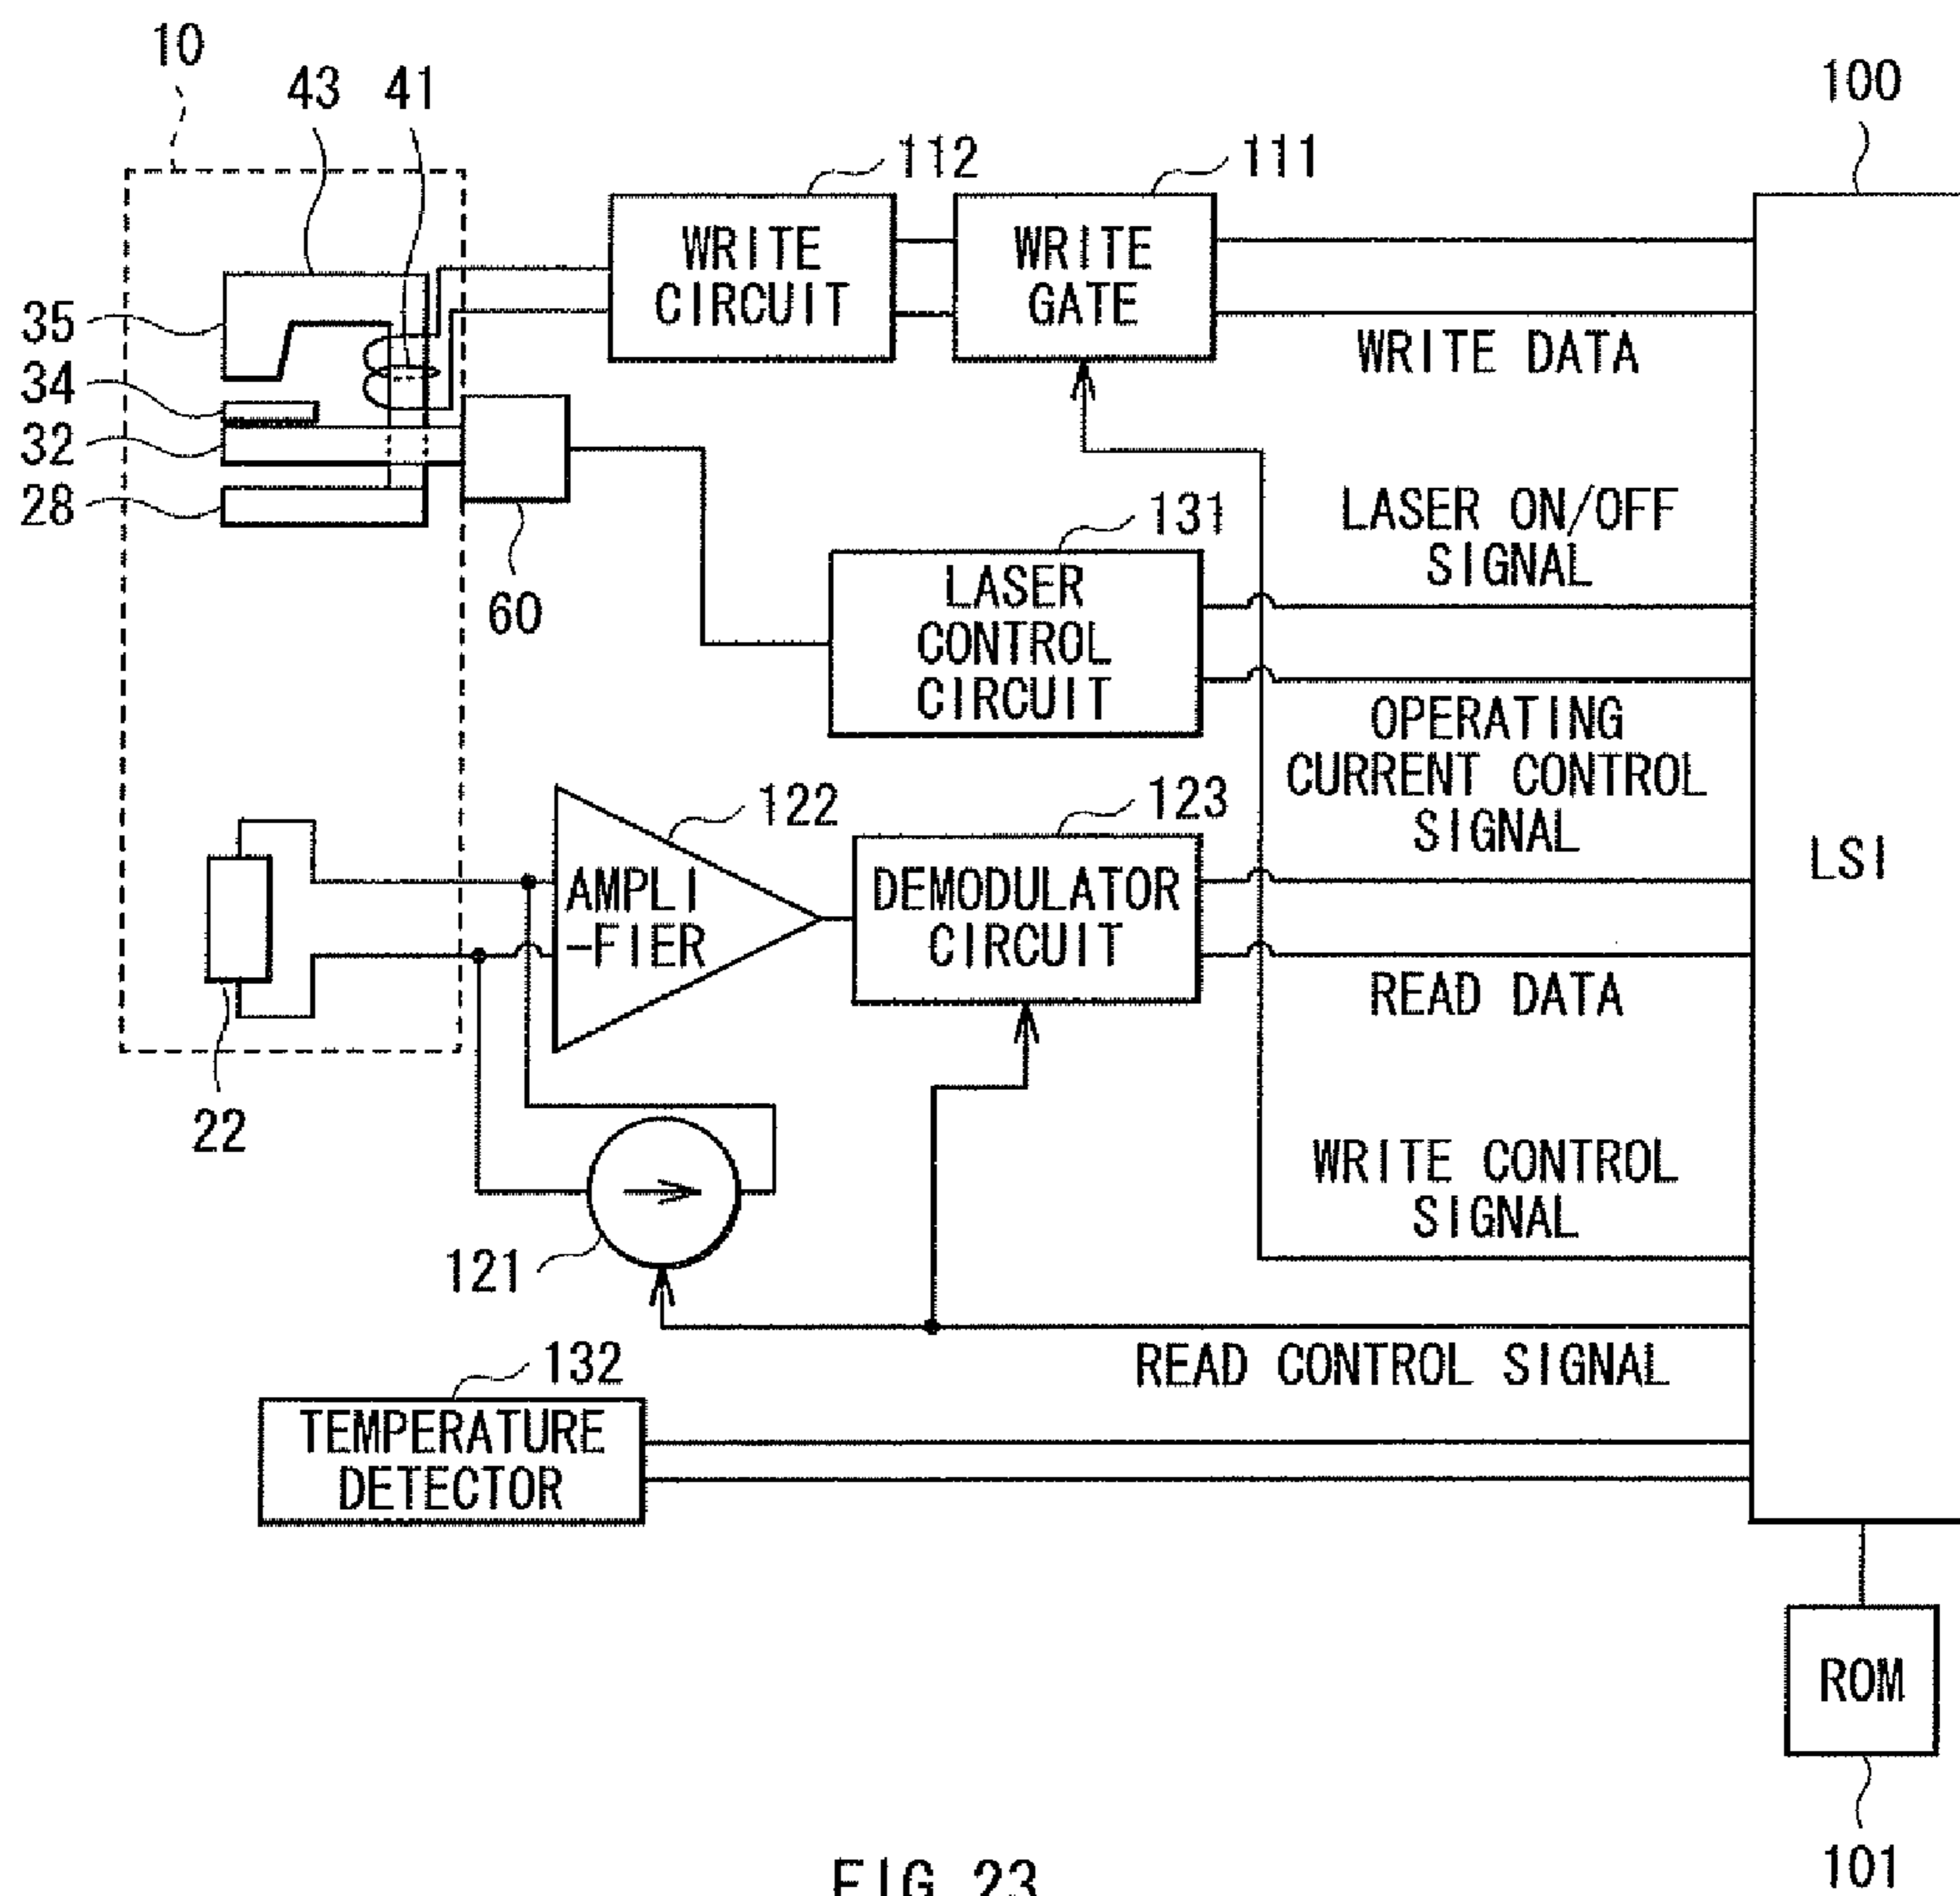 10
43 41
100
112
111
WRITE
CIRCUIT
WRITE
GATE
35
34
32
28
WRITE DATA
60
131
LASER ON/OFF
SIGNAL
LASER
CONTROL
CIRCUIT
OPERATING
CURRENT CONTROL
SIGNAL
122
123
LSI
AMPLI
-FIER
DEMODULATOR
CIRCUIT
READ DATA
22
WRITE CONTROL
SIGNAL
121
READ CONTROL SIGNAL
132
TEMPERATURE
DETECTOR
ROM
101
FIG. 23